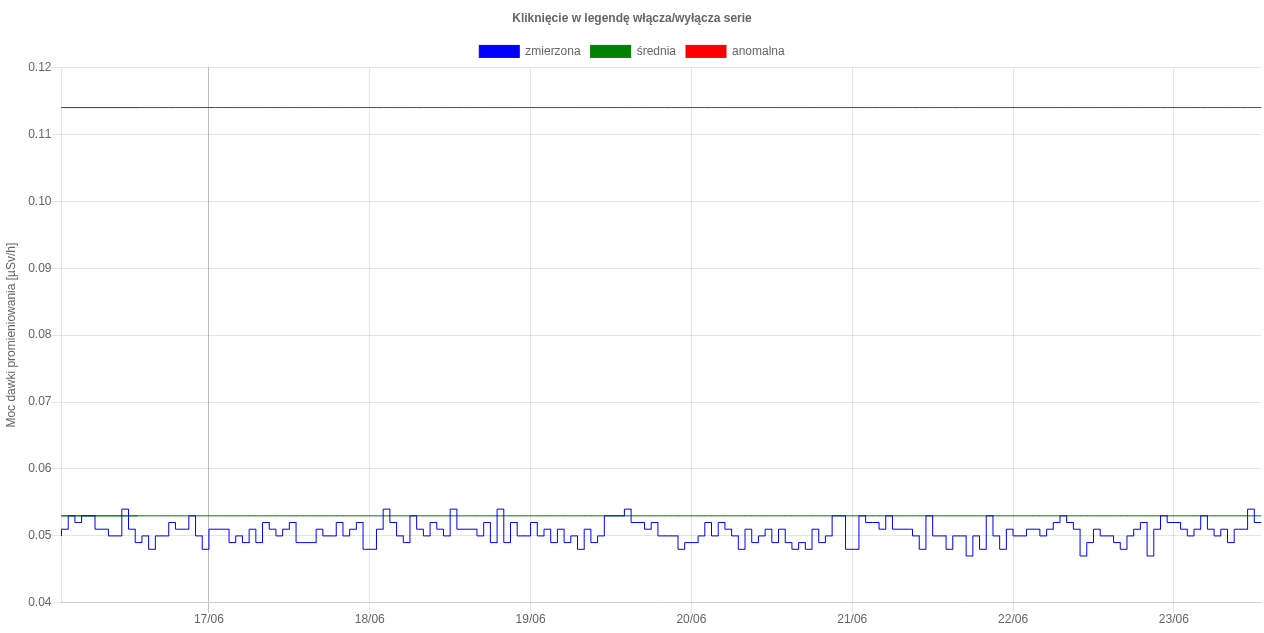 Kliknięcie w legendę włącza/wyłącza serie
zmierzona średnia anomalna
Moc dawki promieniowania [µSv/h]
0.12
0.11
0.10
0.09
0.08
0.07
0.06
0.05
0.04
17/06 18/06 19/06 20/06 21/06 22/06 23/06